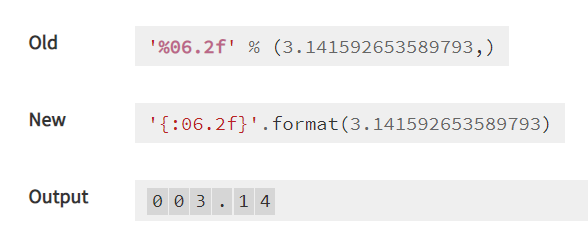 Old
'%06.2f' % (3.141592653589793,)
New
'{:06.2f}'.format(3.141592653589793)
Output
003.14